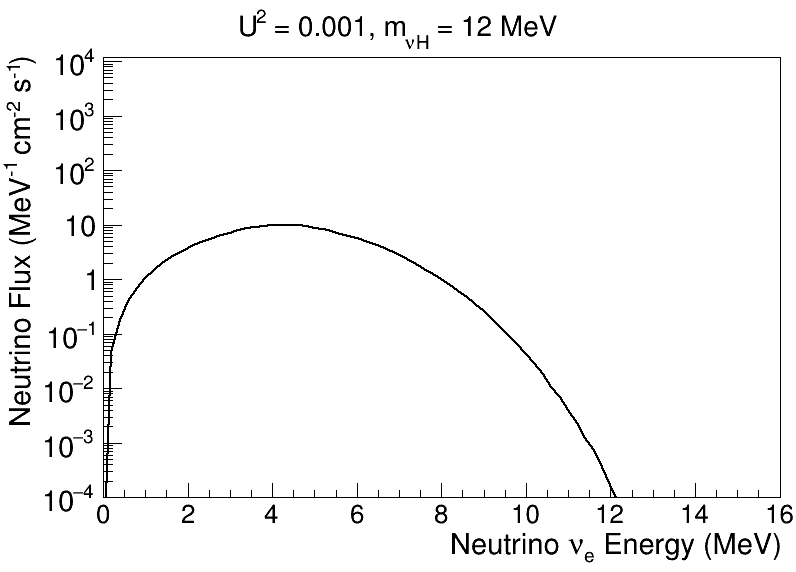 U² = 0.001, mνH = 12 MeV
Neutrino Flux (MeV⁻¹ cm⁻² s⁻¹)
10⁴
10³
10²
10
1
10⁻¹
10⁻²
10⁻³
10⁻⁴
0 2 4 6 8 10 12 14 16
Neutrino νe Energy (MeV)